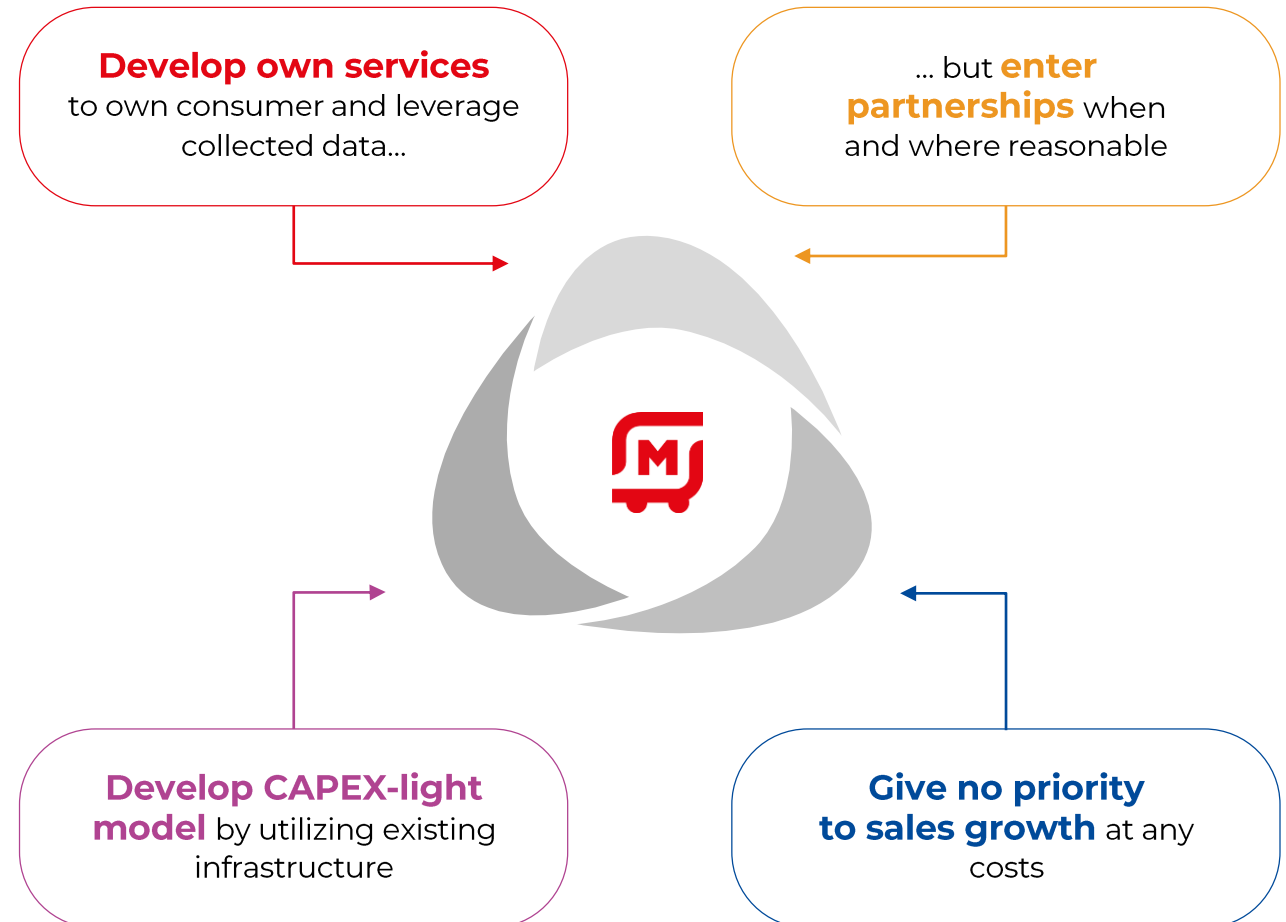 Develop own services
to own consumer and leverage
collected data...
... but enter
partnerships when
and where reasonable
M
Develop CAPEX-light
model by utilizing existing
infrastructure
Give no priority
to sales growth at any
costs